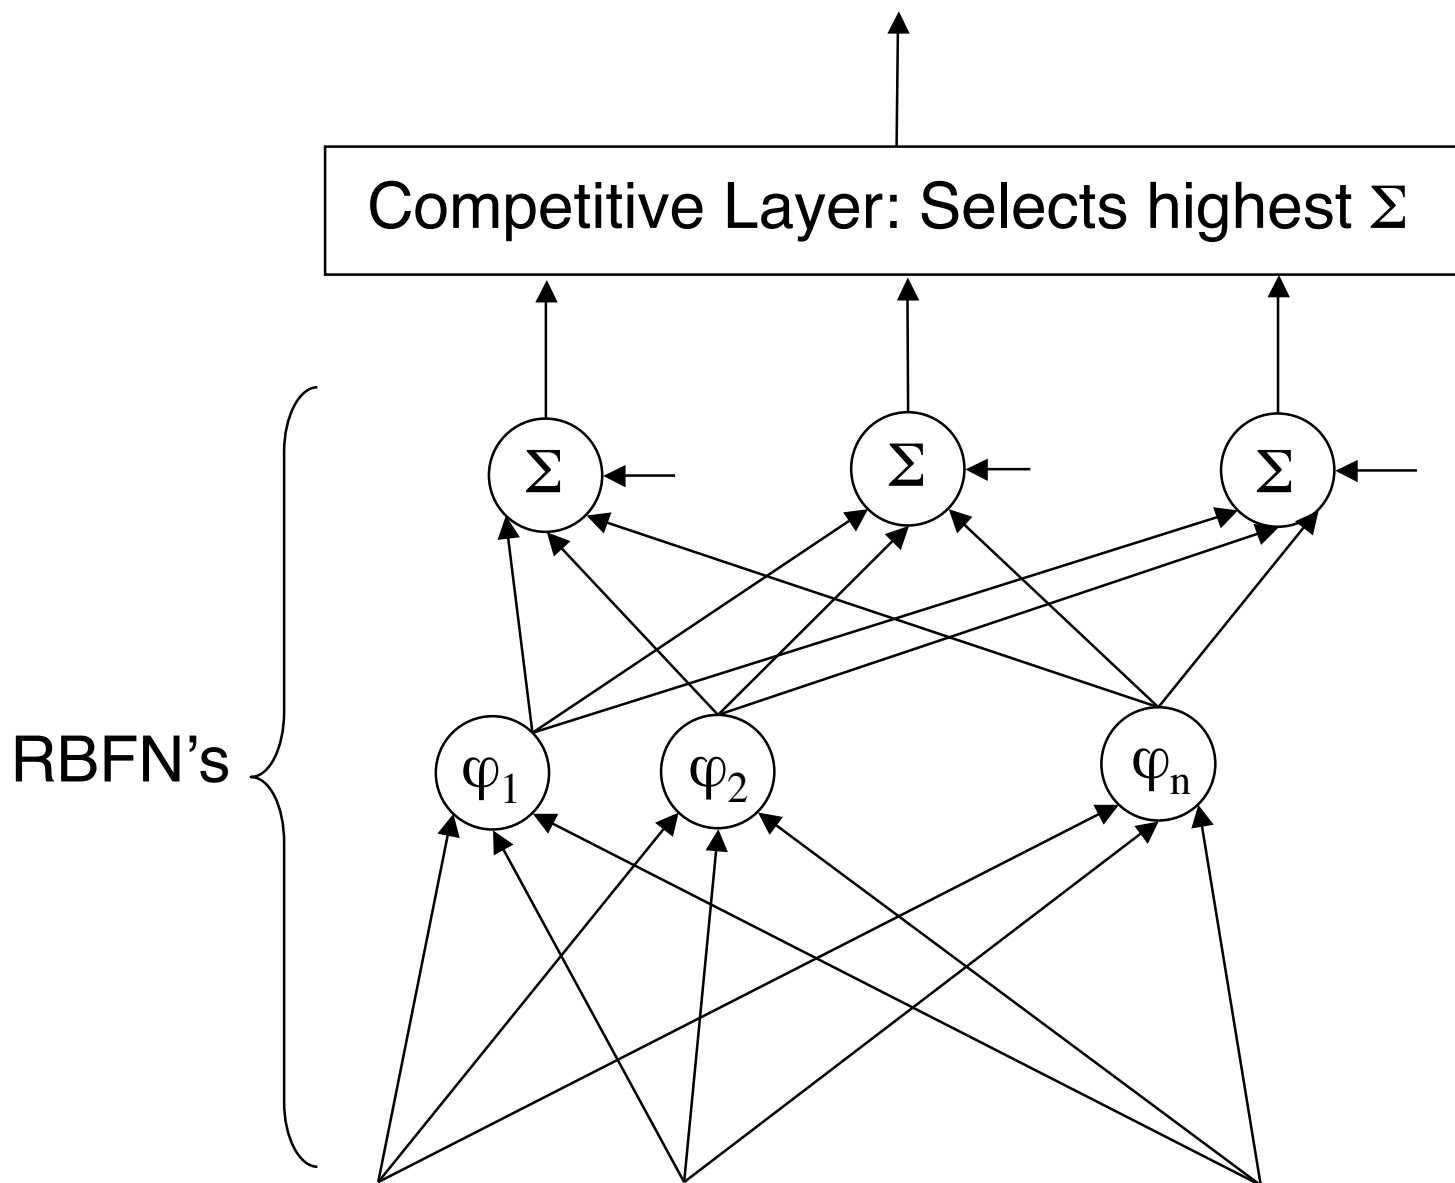 Competitive Layer: Selects highest Σ
Σ Σ Σ
RBFN’s
φ1 φ2 φn